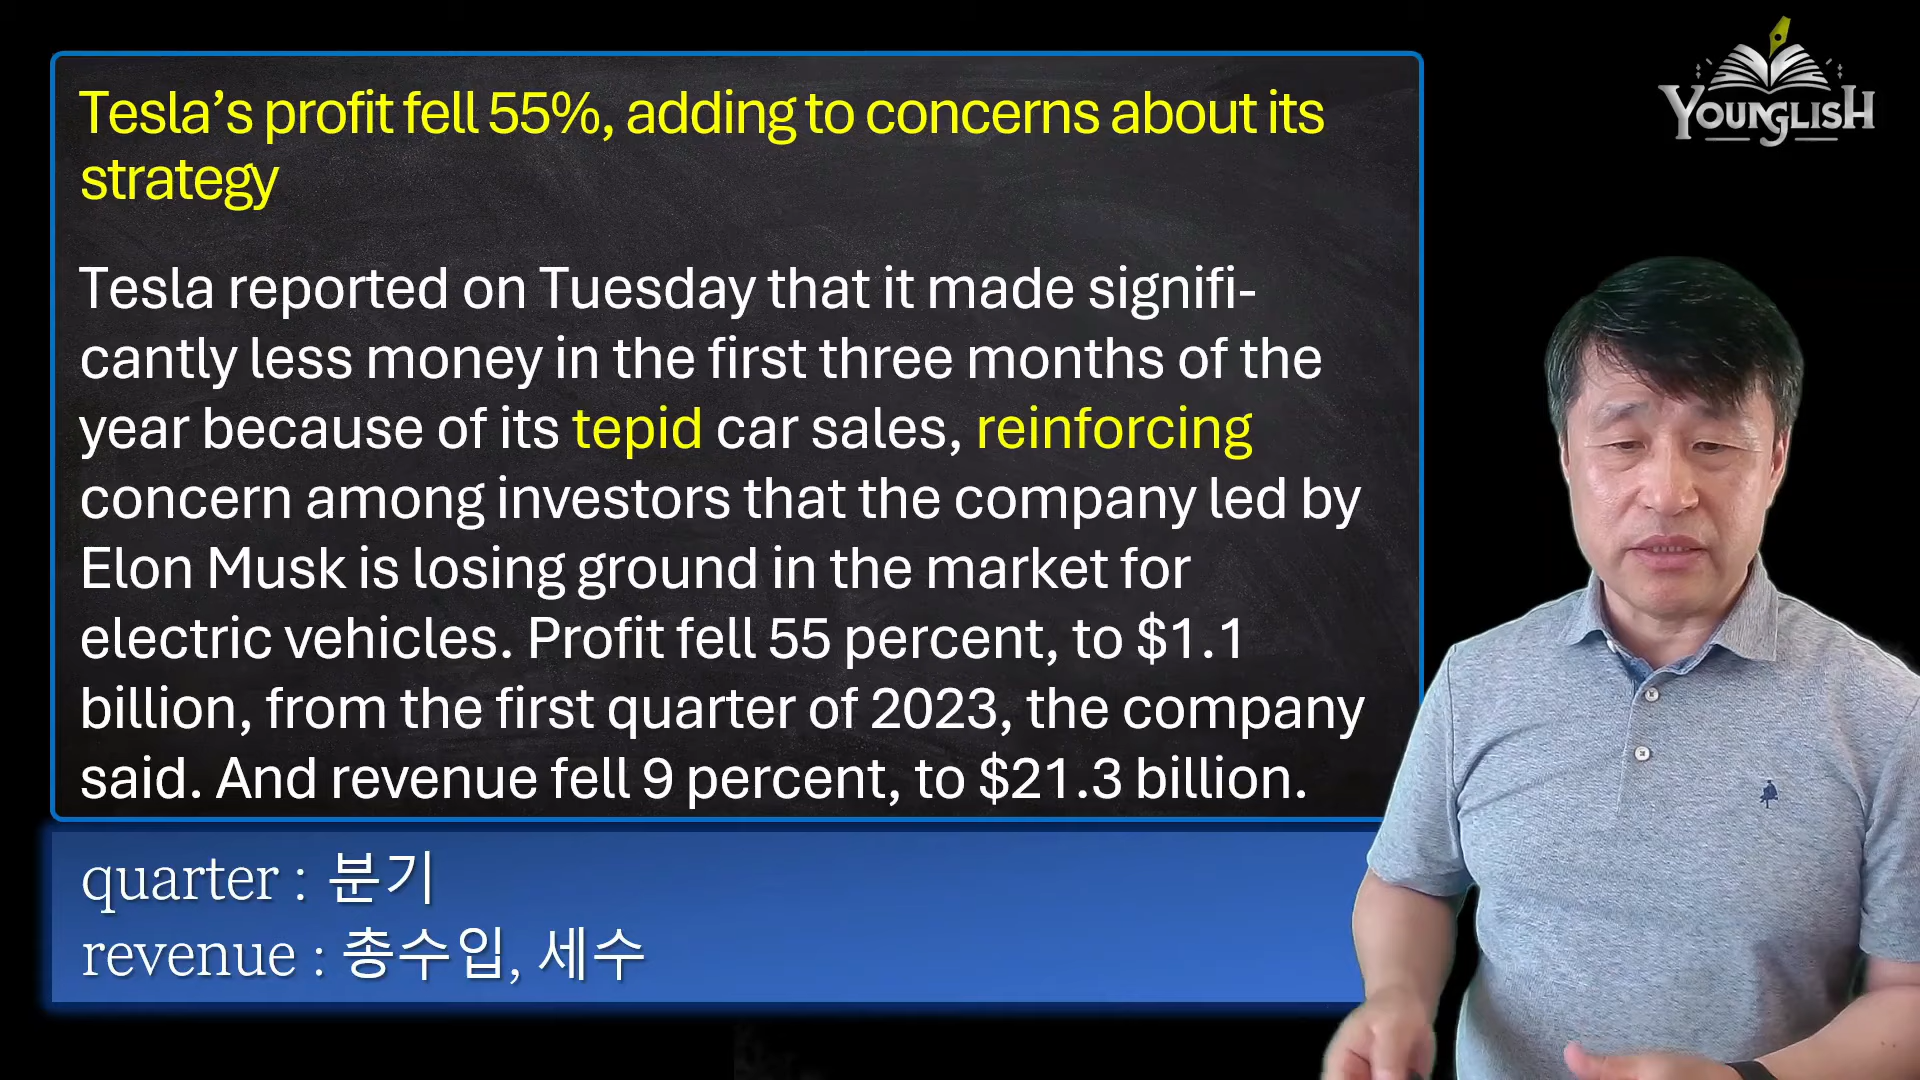 Tesla’s profit fell 55%, adding to concerns about its
strategy
Tesla reported on Tuesday that it made signifi-
cantly less money in the first three months of the
year because of its tepid car sales, reinforcing
concern among investors that the company led by
Elon Musk is losing ground in the market for
electric vehicles. Profit fell 55 percent, to $1.1
billion, from the first quarter of 2023, the company
said. And revenue fell 9 percent, to $21.3 billion.
quarter : 분기
revenue : 총수입, 세수
YOUNGLISH